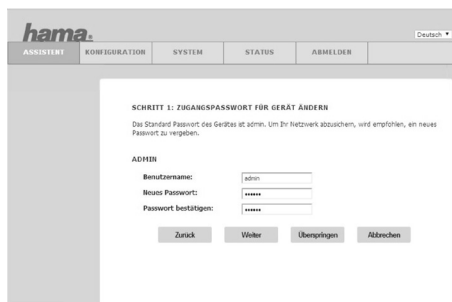 hama.
Deutsch
ASSISTENT KONFIGURATION SYSTEM STATUS ABMELDEN
SCHRITT 1: ZUGANGSPASSWORT FÜR GERÄT ÄNDERN
Das Standard Passwort des Gerätes ist admin. Um Ihr Netzwerk abzusichern, wird empfohlen, ein neues
Passwort zu vergeben.
ADMIN
Benutzername: admin
Neues Passwort: ••••••
Passwort bestätigen: ••••••
Zurück Weiter Überspringen Abbrechen